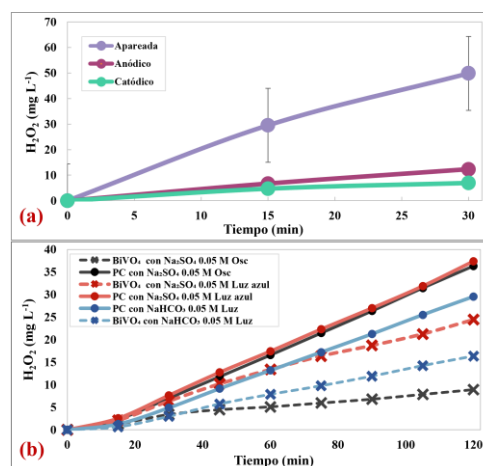 70
60
50
40
30
20
10
0
H₂O₂ (mg L⁻¹)
Apareada
Anódico
Catódico
0 5 10 15 20 25 30
Tiempo (min)
(a)
40
35
30
25
20
15
10
5
0
H₂O₂ (mg L⁻¹)
BiVO₄ con Na₂SO₄ 0.05 M Osc
PC con Na₂SO₄ 0.05 M Osc
BiVO₄ con Na₂SO₄ 0.05 M Luz azul
PC con Na₂SO₄ 0.05 M Luz azul
PC con NaHCO₃ 0.05 M Luz
BiVO₄ con NaHCO₃ 0.05 M Luz
0 20 40 60 80 100 120
Tiempo (min)
(b)